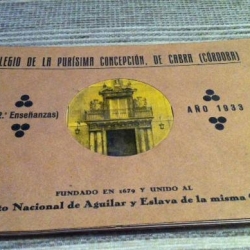 LEGIO DE LA PURÍSIMA CONCEPCIÓN, DE CABRA (CÓRDOBA)
2.ª Enseñanzas)
AÑO 1933
FUNDADO EN 1679 Y UNIDO AL
to Nacional de Aguilar y Eslava de la misma